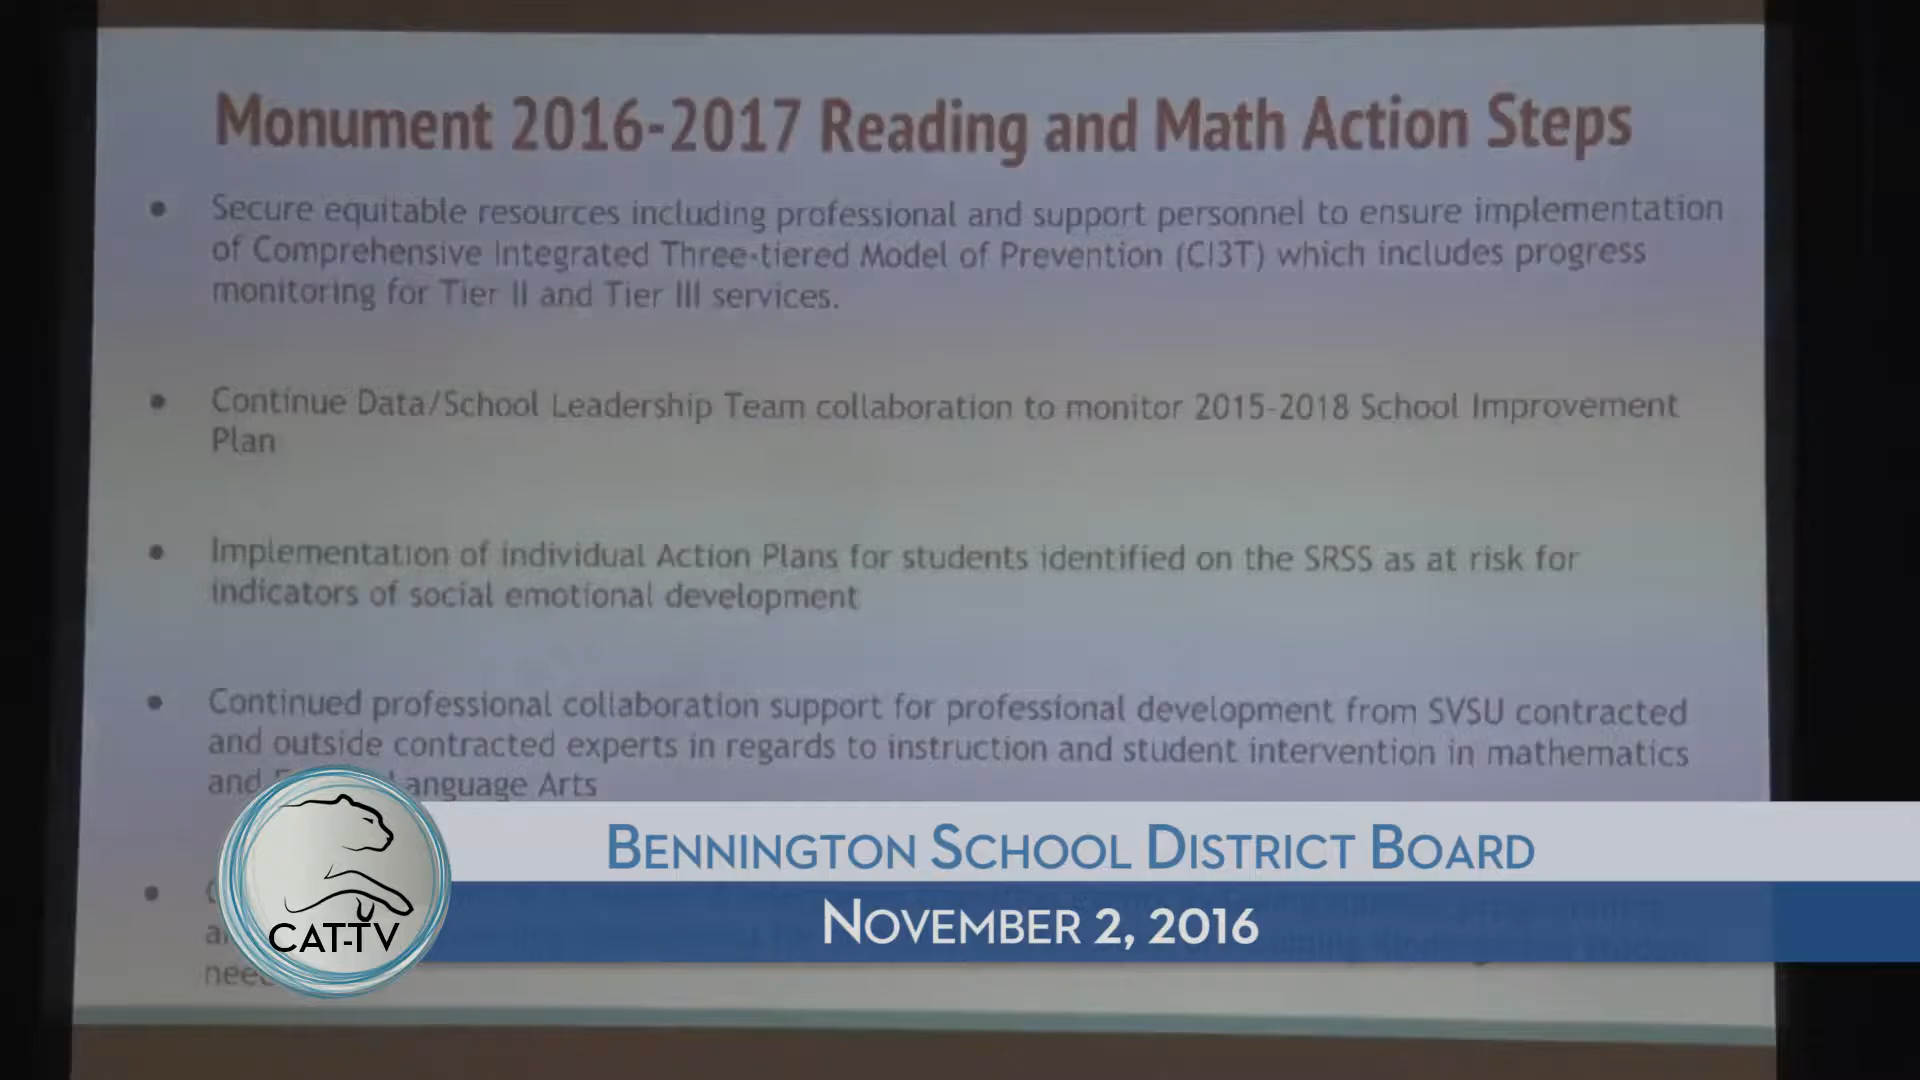 Monument 2016-2017 Reading and Math Action Steps
• Secure equitable resources including professional and support personnel to ensure implementation
of Comprehensive Integrated Three-tiered Model of Prevention (CI3T) which includes progress
monitoring for Tier II and Tier III services.
• Continue Data/School Leadership Team collaboration to monitor 2015-2018 School Improvement
Plan
• Implementation of individual Action Plans for students identified on the SRSS as at risk for
indicators of social emotional development
• Continued professional collaboration support for professional development from SVSU contracted
and outside contracted experts in regards to instruction and student intervention in mathematics
and Language Arts
BENNINGTON SCHOOL DISTRICT BOARD
NOVEMBER 2, 2016
CAT-TV